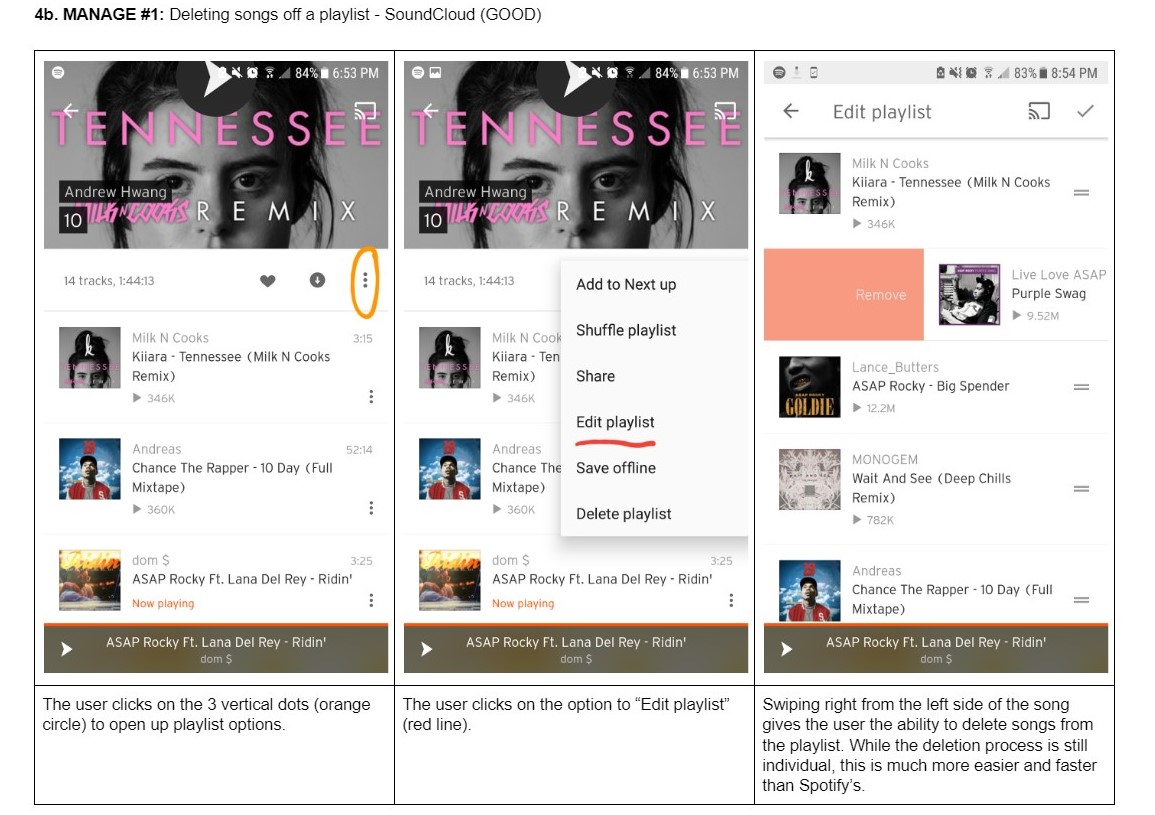 4b. MANAGE #1: Deleting songs off a playlist - SoundCloud (GOOD)
84% 6:53 PM
TENNESSEE
Andrew Hwang
10
MILK N COOKS REMIX
14 tracks, 1:44:13
Milk N Cooks 3:15
Kiiara - Tennessee (Milk N Cooks
Remix)
346K
Andreas 52:14
Chance The Rapper - 10 Day (Full
Mixtape)
360K
dom $ 3:25
ASAP Rocky Ft. Lana Del Rey - Ridin'
Now playing
ASAP Rocky Ft. Lana Del Rey - Ridin'
dom $
The user clicks on the 3 vertical dots (orange
circle) to open up playlist options.
84% 6:53 PM
TENNESSEE
Andrew Hwang
10
MILK N COOKS REMIX
14 tracks, 1:44:13
Add to Next up
Shuffle playlist
Share
Edit playlist
Save offline
Delete playlist
Milk N Cook
Kiiara - Ten
Remix)
346K
Andreas
Chance The
Mixtape)
360K
dom $ 3:25
ASAP Rocky Ft. Lana Del Rey - Ridin'
Now playing
ASAP Rocky Ft. Lana Del Rey - Ridin'
dom $
The user clicks on the option to “Edit playlist”
(red line).
83% 8:54 PM
Edit playlist
Milk N Cooks
Kiiara - Tennessee (Milk N Cooks
Remix)
346K
Remove
Live Love ASAP
Purple Swag
9.52M
Lance_Butters
ASAP Rocky - Big Spender
12.2M
GOLDIE
MONOGEM
Wait And See (Deep Chills
Remix)
782K
Andreas
Chance The Rapper - 10 Day (Full
Mixtape)
ASAP Rocky Ft. Lana Del Rey - Ridin'
dom $
Swiping right from the left side of the song
gives the user the ability to delete songs from
the playlist. While the deletion process is still
individual, this is much more easier and faster
than Spotify’s.